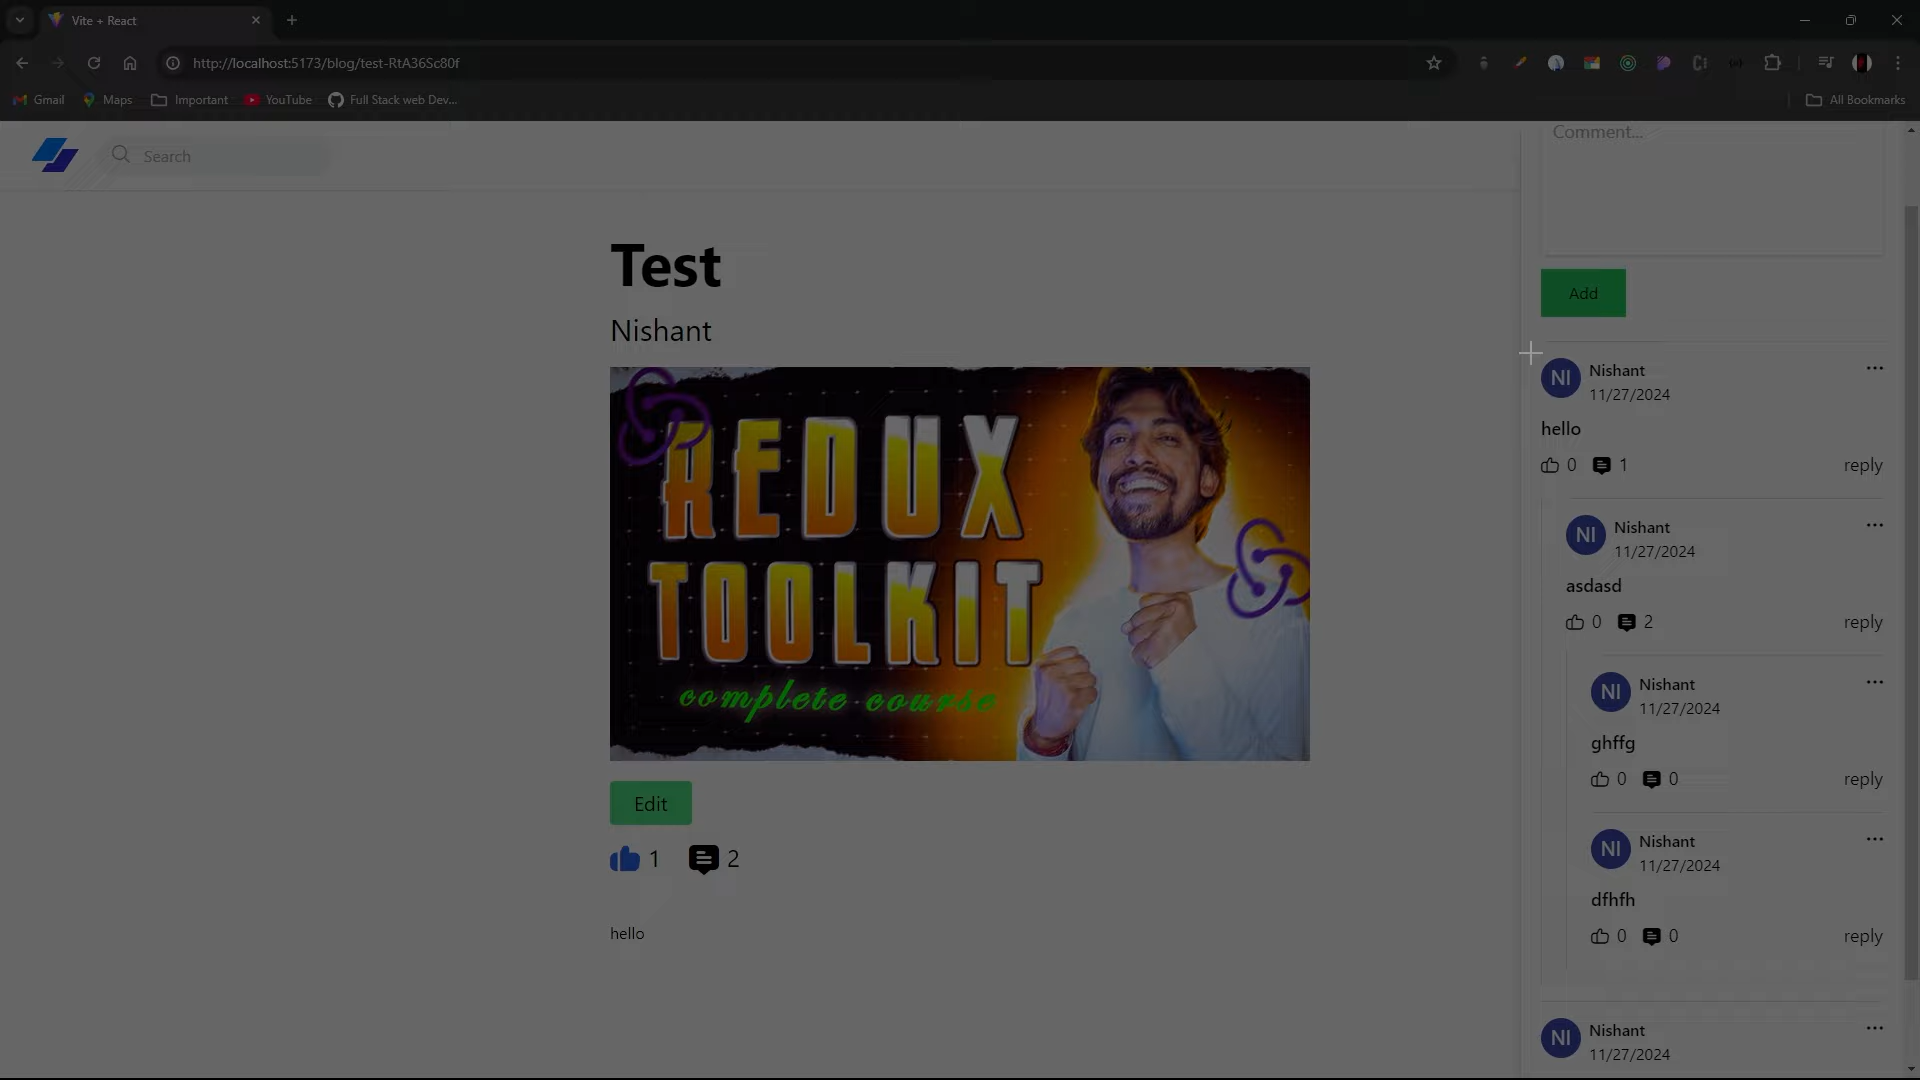 Vite + React
http://localhost:5173/blog/test-RtA36Sc80f
Gmail
Maps
Important
YouTube
Full Stack web Dev...
All Bookmarks
Search
Test
Nishant
REDUX
TOOLKIT
complete course
Edit
1
2
hello
Comment...
Add
NI
Nishant
11/27/2024
hello
0
1
reply
NI
Nishant
11/27/2024
asdasd
0
2
reply
NI
Nishant
11/27/2024
ghffg
0
0
reply
NI
Nishant
11/27/2024
dfhfh
0
0
reply
NI
Nishant
11/27/2024